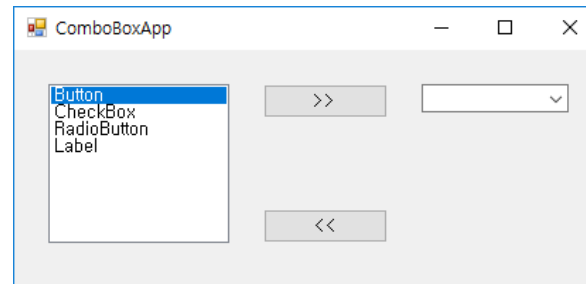 ComboBoxApp
Button
CheckBox
RadioButton
Label
>>
<<